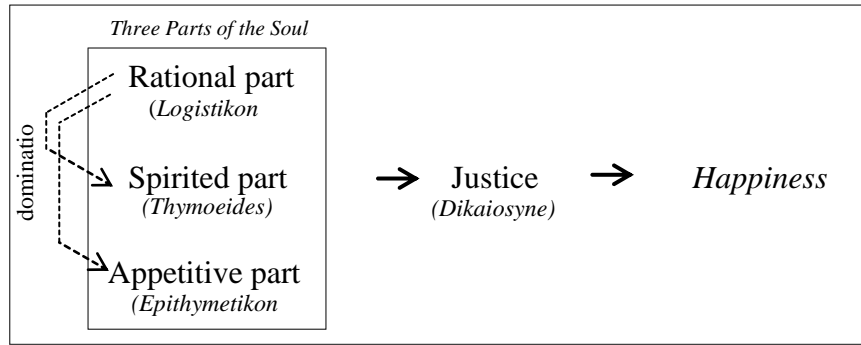 Three Parts of the Soul
Rational part
(Logistikon
dominatio
Spirited part
(Thymoeides)
Justice
(Dikaiosyne)
Happiness
Appetitive part
(Epithymetikon